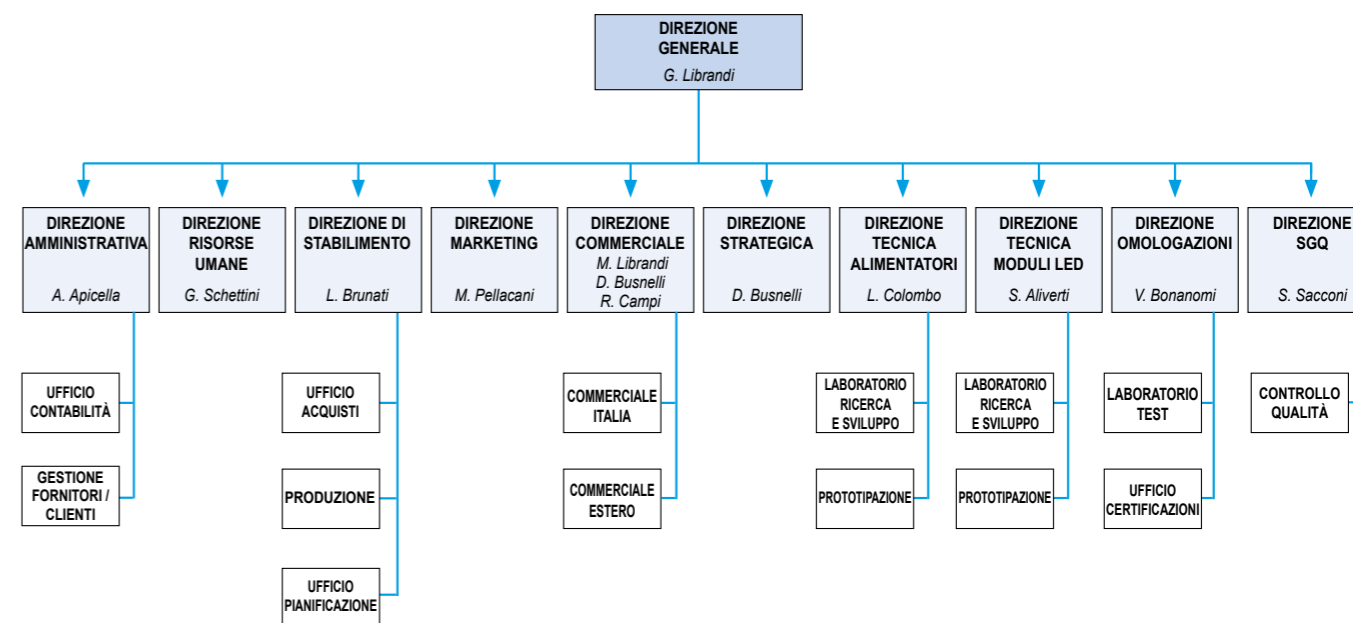 DIREZIONE
GENERALE
G. Librandi
DIREZIONE
AMMINISTRATIVA
A. Apicella
DIREZIONE
RISORSE
UMANE
G. Schettini
DIREZIONE DI
STABILIMENTO
L. Brunati
DIREZIONE
MARKETING
M. Pellacani
DIREZIONE
COMMERCIALE
M. Librandi
D. Busnelli
R. Campi
DIREZIONE
STRATEGICA
D. Busnelli
DIREZIONE
TECNICA
ALIMENTATORI
L. Colombo
DIREZIONE
TECNICA
MODULI LED
S. Aliverti
DIREZIONE
OMOLOGAZIONI
V. Bonanomi
DIREZIONE
SGQ
S. Sacconi
UFFICIO
CONTABILITÀ
UFFICIO
ACQUISTI
COMMERCIALE
ITALIA
LABORATORIO
RICERCA
E SVILUPPO
LABORATORIO
RICERCA
E SVILUPPO
LABORATORIO
TEST
CONTROLLO
QUALITÀ
GESTIONE
FORNITORI /
CLIENTI
PRODUZIONE
COMMERCIALE
ESTERO
PROTOTIPAZIONE
PROTOTIPAZIONE
UFFICIO
CERTIFICAZIONI
UFFICIO
PIANIFICAZIONE